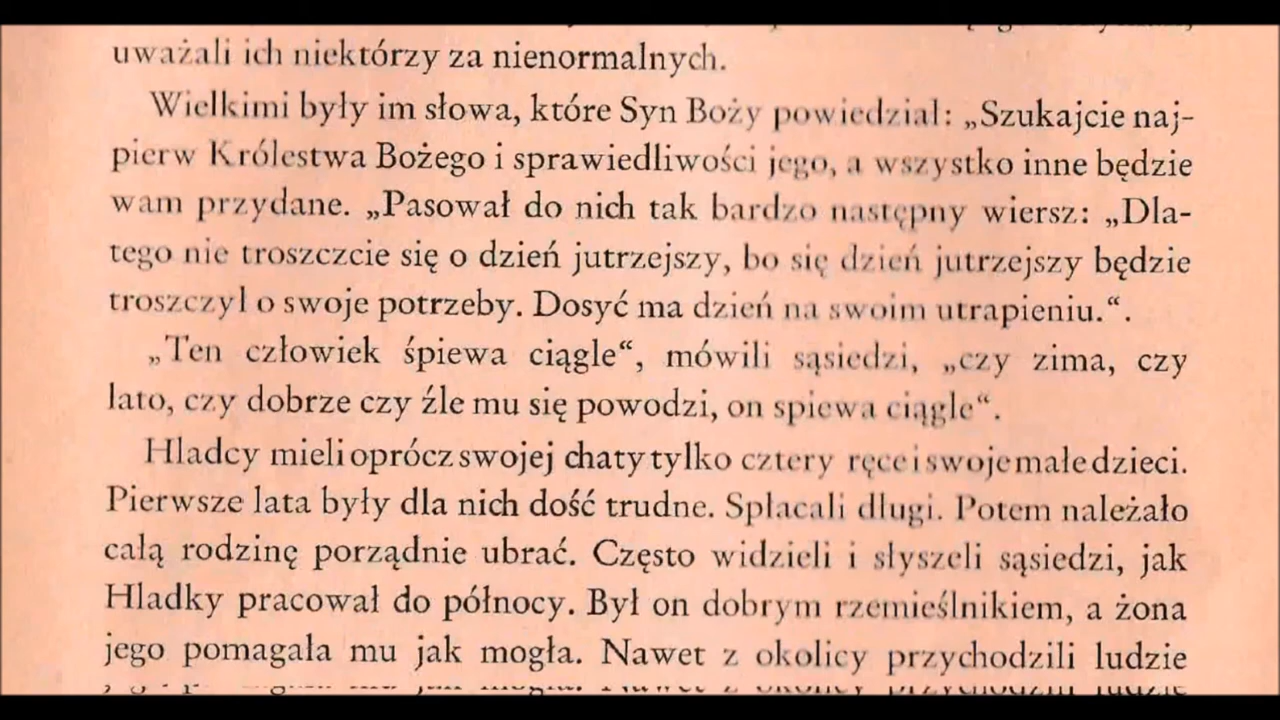 uważali ich niektórzy za nienormalnych.
Wielkimi były im słowa, które Syn Boży powiedział: „Szukajcie naj-
pierw Królestwa Bożego i sprawiedliwości jego, a wszystko inne będzie
wam przydane. „Pasował do nich tak bardzo następny wiersz: „Dla-
tego nie troszczcie się o dzień jutrzejszy, bo się dzień jutrzejszy będzie
troszczył o swoje potrzeby. Dosyć ma dzień na swoim utrapieniu.“.
„Ten człowiek śpiewa ciągle“, mówili sąsiedzi, „czy zima, czy
lato, czy dobrze czy źle mu się powodzi, on spiewa ciągle“.
Hladcy mieli oprócz swojej chaty tylko cztery ręce i swoje małe dzieci.
Pierwsze lata były dla nich dość trudne. Spłacali długi. Potem należało
całą rodzinę porządnie ubrać. Często widzieli i słyszeli sąsiedzi, jak
Hladky pracował do północy. Był on dobrym rzemieślnikiem, a żona
jego pomagała mu jak mogła. Nawet z okolicy przychodzili ludzie